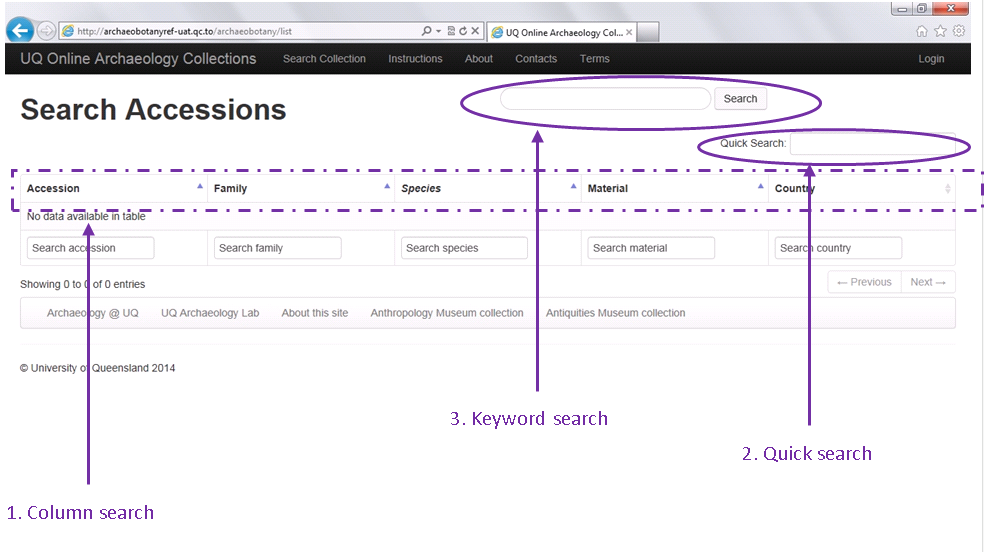 http://archaeobotanyref-uat.qc.to/archaeobotany/list
UQ Online Archaeology Col...
UQ Online Archaeology Collections Search Collection Instructions About Contacts Terms Login
Search Accessions
Search
Quick Search:
Accession Family Species Material Country
No data available in table
Search accession Search family Search species Search material Search country
Showing 0 to 0 of 0 entries
← Previous Next →
Archaeology @ UQ UQ Archaeology Lab About this site Anthropology Museum collection Antiquities Museum collection
© University of Queensland 2014
3. Keyword search
2. Quick search
1. Column search